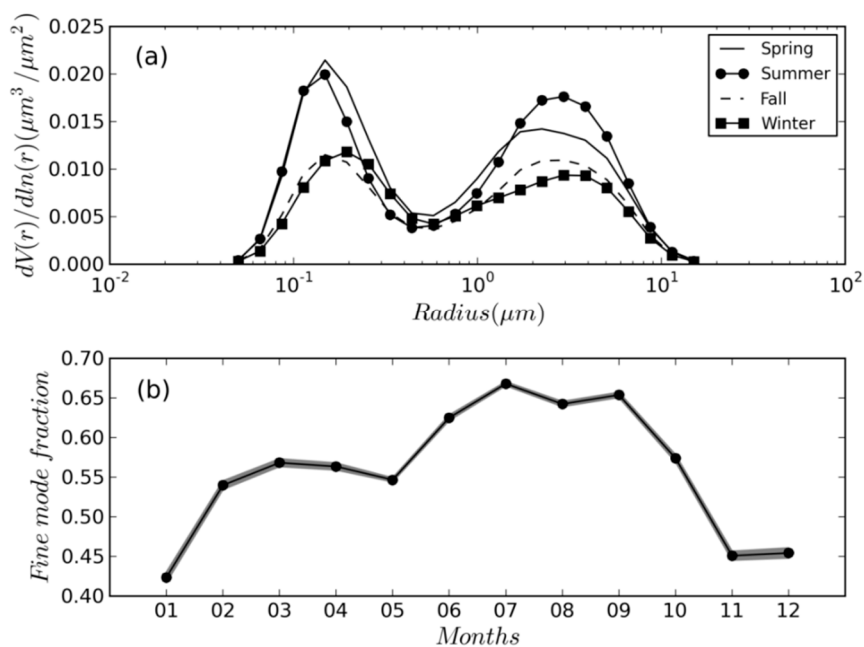 0.025
0.020
0.015
0.010
0.005
0.000
dV(r)/dln(r)(μm³/μm²)
(a)
Spring
Summer
Fall
Winter
10⁻² 10⁻¹ 10⁰ 10¹ 10²
Radius(μm)
0.70
0.65
0.60
0.55
0.50
0.45
0.40
Fine mode fraction
(b)
01 02 03 04 05 06 07 08 09 10 11 12
Months